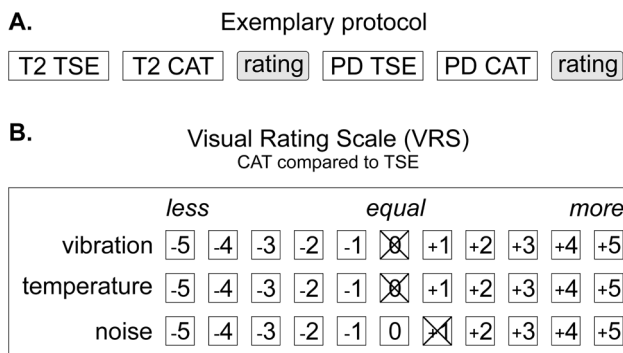 A. Exemplary protocol
T2 TSE T2 CAT rating PD TSE PD CAT rating
B. Visual Rating Scale (VRS)
CAT compared to TSE
less equal more
vibration -5 -4 -3 -2 -1 0 +1 +2 +3 +4 +5
temperature -5 -4 -3 -2 -1 0 +1 +2 +3 +4 +5
noise -5 -4 -3 -2 -1 0 +1 +2 +3 +4 +5